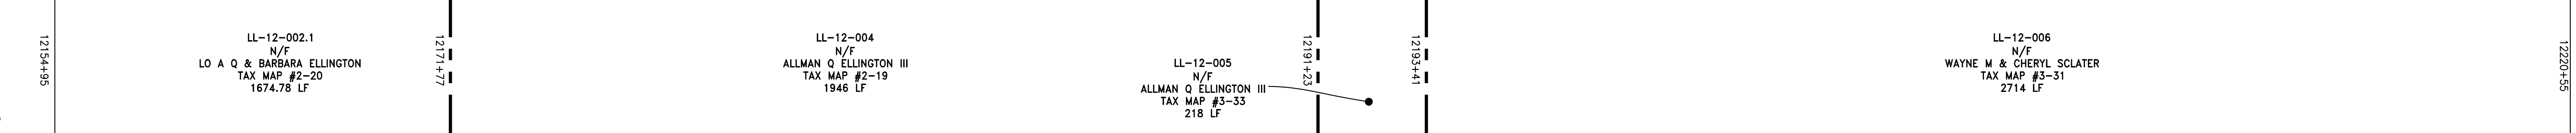 12154+95
LL-12-002.1
N/F
LO A Q & BARBARA ELLINGTON
TAX MAP #2-20
1674.78 LF
12171+77
LL-12-004
N/F
ALLMAN Q ELLINGTON III
TAX MAP #2-19
1946 LF
LL-12-005
N/F
ALLMAN Q ELLINGTON III
TAX MAP #3-33
218 LF
12191+23
12193+41
LL-12-006
N/F
WAYNE M & CHERYL SCLATER
TAX MAP #3-31
2714 LF
12220+55